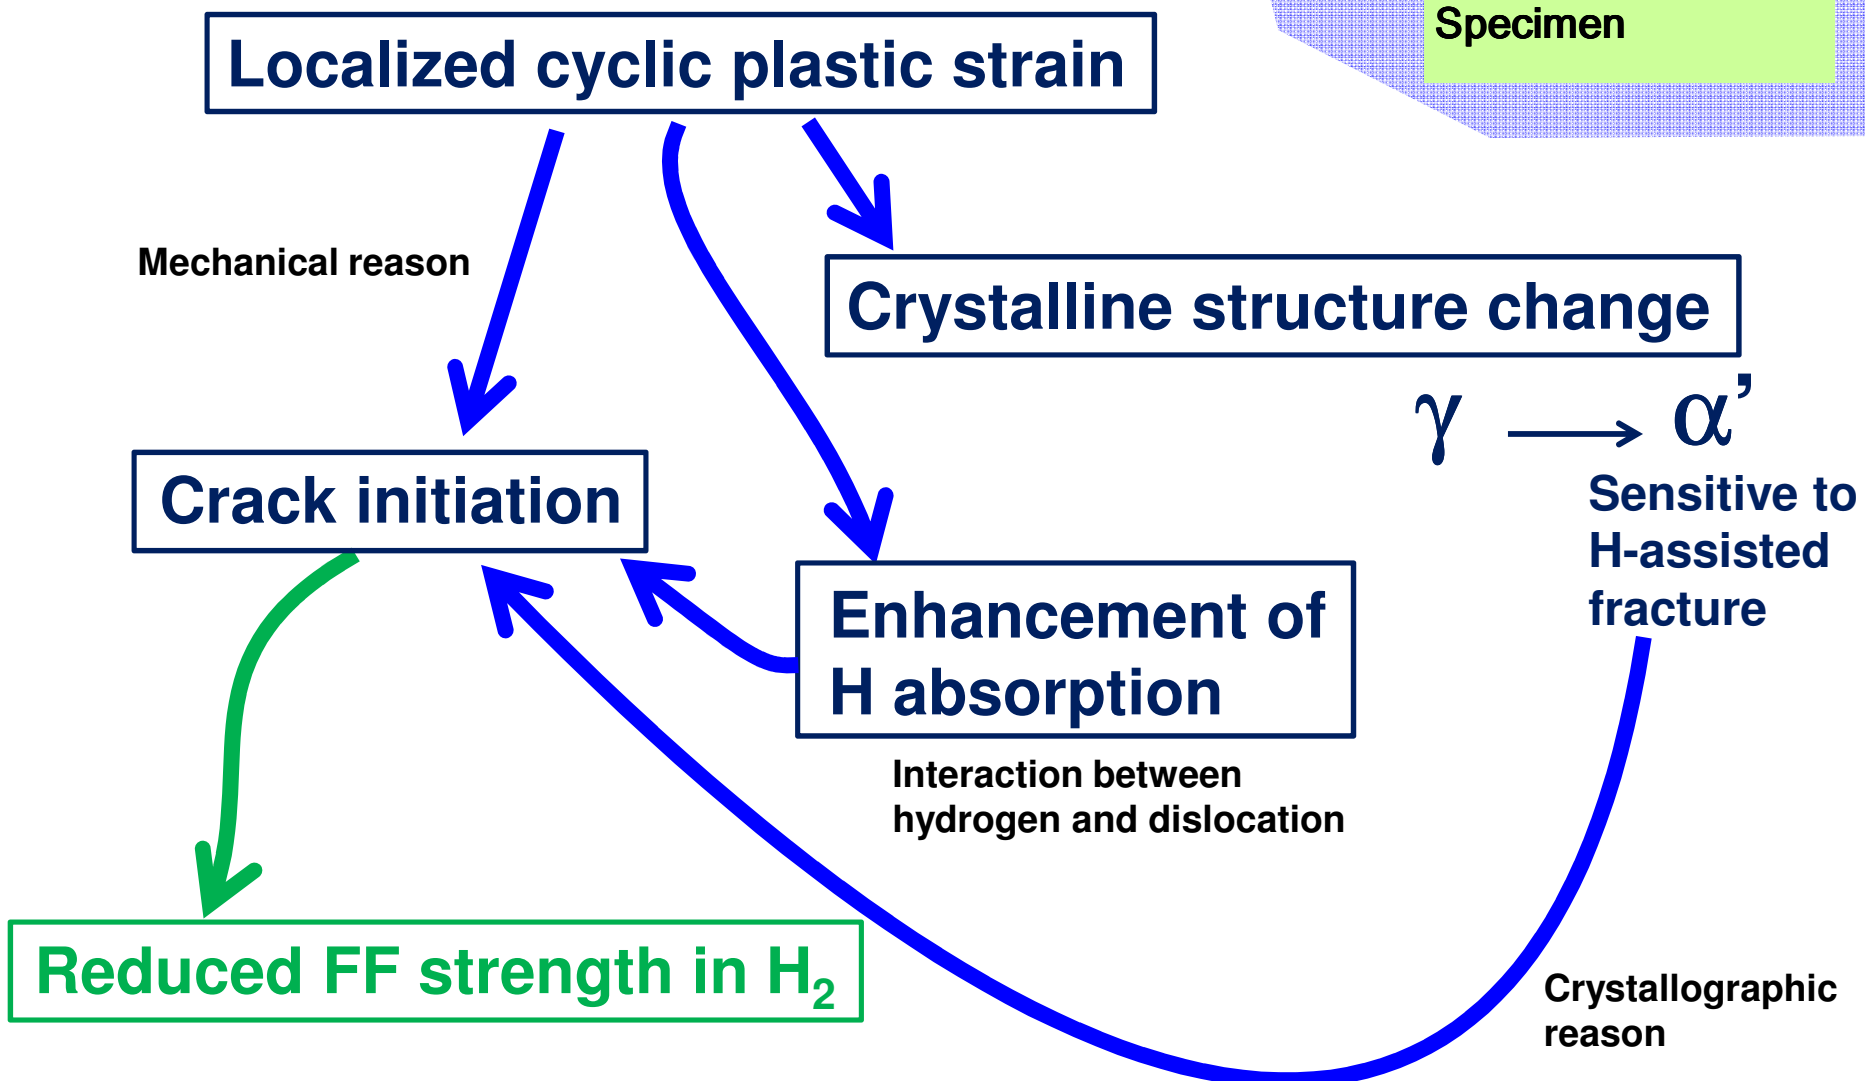 Specimen
Localized cyclic plastic strain
Mechanical reason
Crystalline structure change
γ → α’
Sensitive to
H-assisted
fracture
Crack initiation
Enhancement of
H absorption
Interaction between
hydrogen and dislocation
Reduced FF strength in H₂
Crystallographic
reason